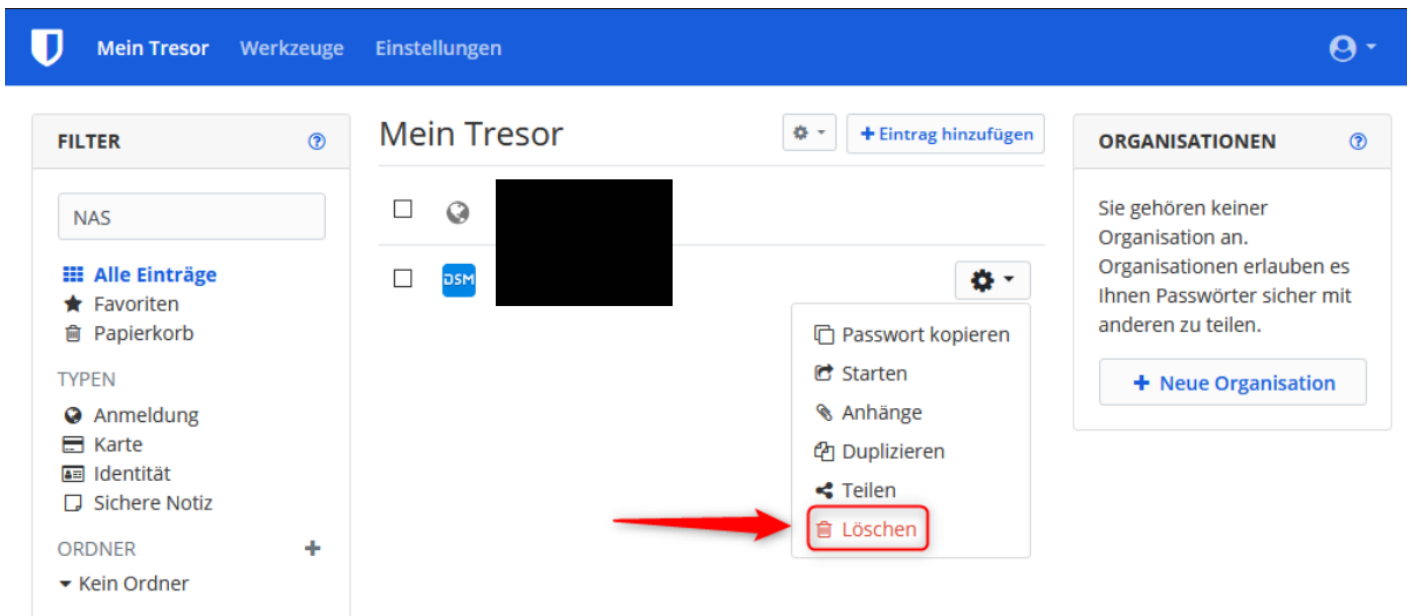 Mein Tresor Werkzeuge Einstellungen
FILTER
NAS
Alle Einträge
Favoriten
Papierkorb
TYPEN
Anmeldung
Karte
Identität
Sichere Notiz
ORDNER
Kein Ordner
Mein Tresor
Eintrag hinzufügen
DSM
Passwort kopieren
Starten
Anhänge
Duplizieren
Teilen
Löschen
ORGANISATIONEN
Sie gehören keiner
Organisation an.
Organisationen erlauben es
Ihnen Passwörter sicher mit
anderen zu teilen.
Neue Organisation